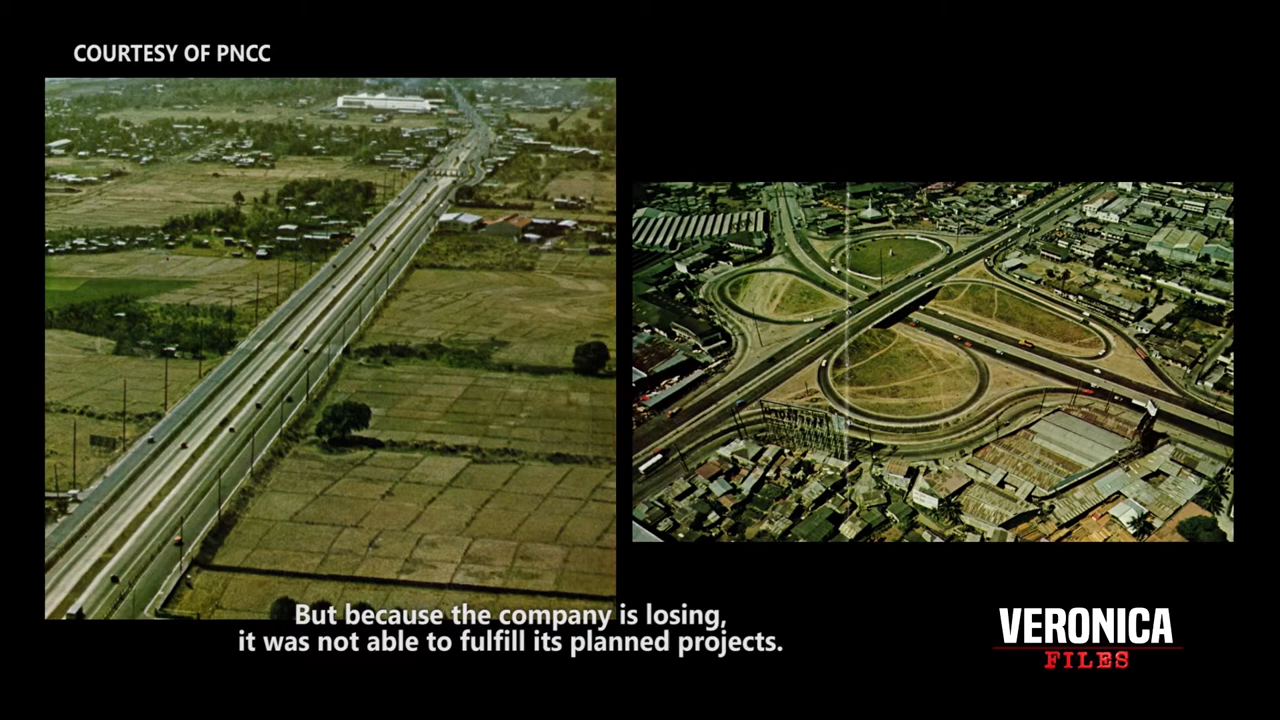 COURTESY OF PNCC
But because the company is losing,
it was not able to fulfill its planned projects.
VERONICA
FILES